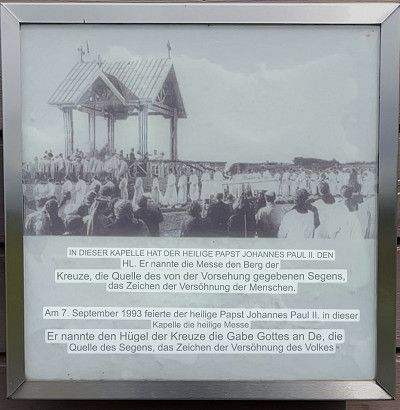 IN DIESER KAPELLE HAT DER HEILIGE PAPST JOHANNES PAUL II. DEN
HL. Er nannte die Messe den Berg der
Kreuze, die Quelle des von der Vorsehung gegebenen Segens,
das Zeichen der Versöhnung der Menschen.
Am 7. September 1993 feierte der heilige Papst Johannes Paul II. in dieser
Kapelle die heilige Messe
Er nannte den Hügel der Kreuze die Gabe Gottes an De, die
Quelle des Segens, das Zeichen der Versöhnung des Volkes